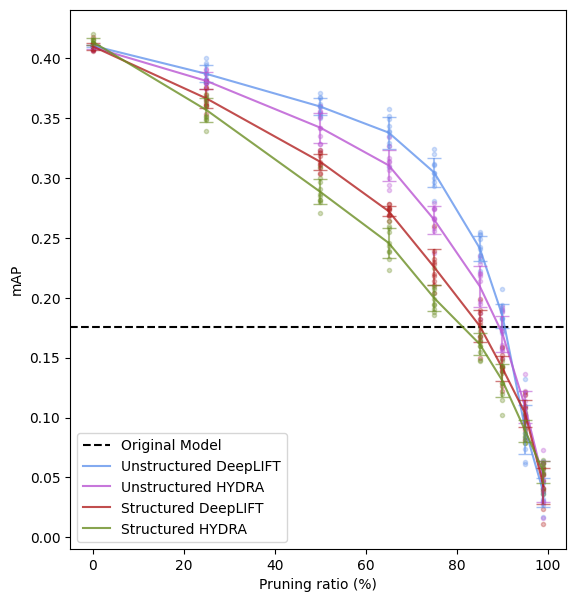 0.40
0.35
0.30
0.25
0.20
0.15
0.10
0.05
0.00
mAP
Original Model
Unstructured DeepLIFT
Unstructured HYDRA
Structured DeepLIFT
Structured HYDRA
0 20 40 60 80 100
Pruning ratio (%)